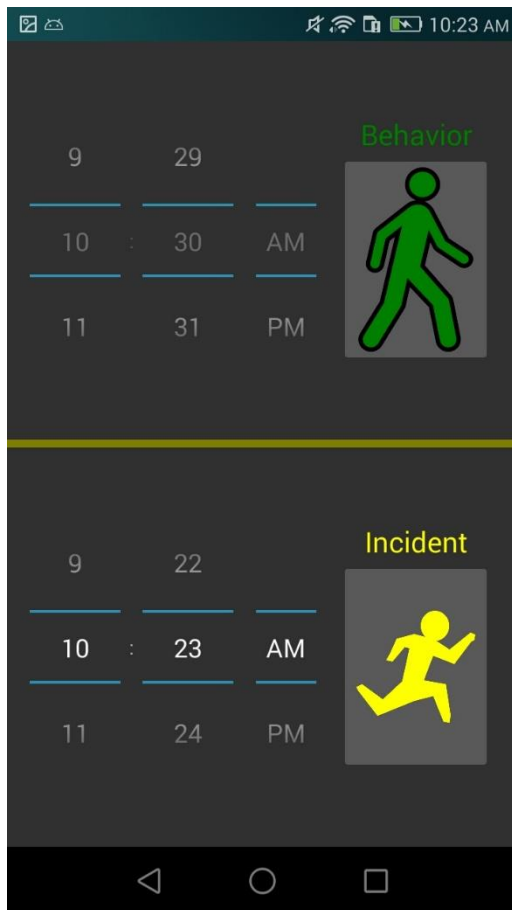 10:23 AM
Behavior
9 29
10 : 30 AM
11 31 PM
Incident
9 22
10 : 23 AM
11 24 PM